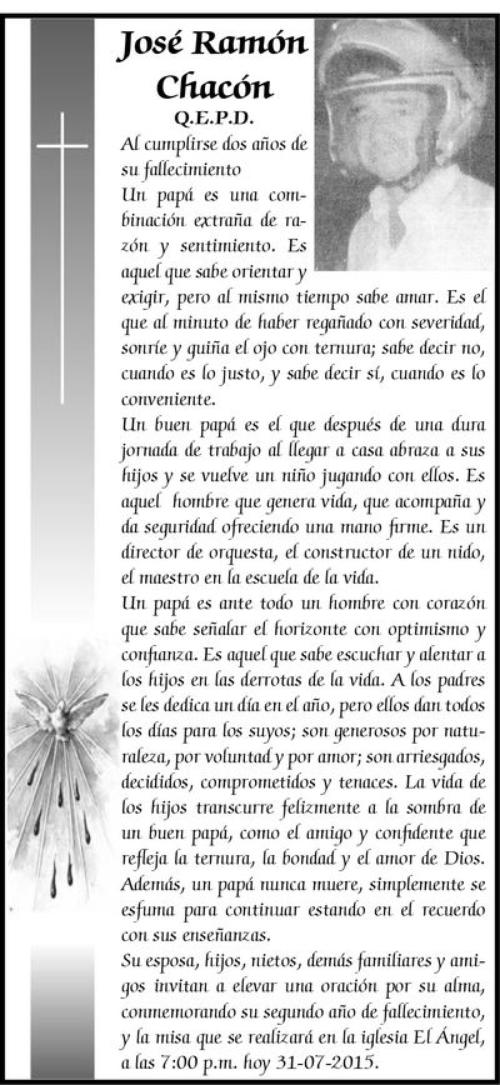 José Ramón
Chacón
Q.E.P.D.
Al cumplirse dos años de
su fallecimiento
Un papá es una com-
binación extraña de ra-
zón y sentimiento. Es
aquel que sabe orientar y
exigir, pero al mismo tiempo sabe amar. Es el
que al minuto de haber regañado con severidad,
sonríe y guiña el ojo con ternura; sabe decir no,
cuando es lo justo, y sabe decir sí, cuando es lo
conveniente.
Un buen papá es el que después de una dura
jornada de trabajo al llegar a casa abraza a sus
hijos y se vuelve un niño jugando con ellos. Es
aquel hombre que genera vida, que acompaña y
da seguridad ofreciendo una mano firme. Es un
director de orquesta, el constructor de un nido,
el maestro en la escuela de la vida.
Un papá es ante todo un hombre con corazón
que sabe señalar el horizonte con optimismo y
confianza. Es aquel que sabe escuchar y alentar a
los hijos en las derrotas de la vida. A los padres
se les dedica un día en el año, pero ellos dan todos
los días para los suyos; son generosos por natu-
raleza, por voluntad y por amor; son arriesgados,
decididos, comprometidos y tenaces. La vida de
los hijos transcurre felizmente a la sombra de
un buen papá, como el amigo y confidente que
refleja la ternura, la bondad y el amor de Dios.
Además, un papá nunca muere, simplemente se
esfuma para continuar estando en el recuerdo
con sus enseñanzas.
Su esposa, hijos, nietos, demás familiares y ami-
gos invitan a elevar una oración por su alma,
conmemorando su segundo año de fallecimiento,
y la misa que se realizará en la iglesia El Ángel,
a las 7:00 p.m. hoy 31-07-2015.